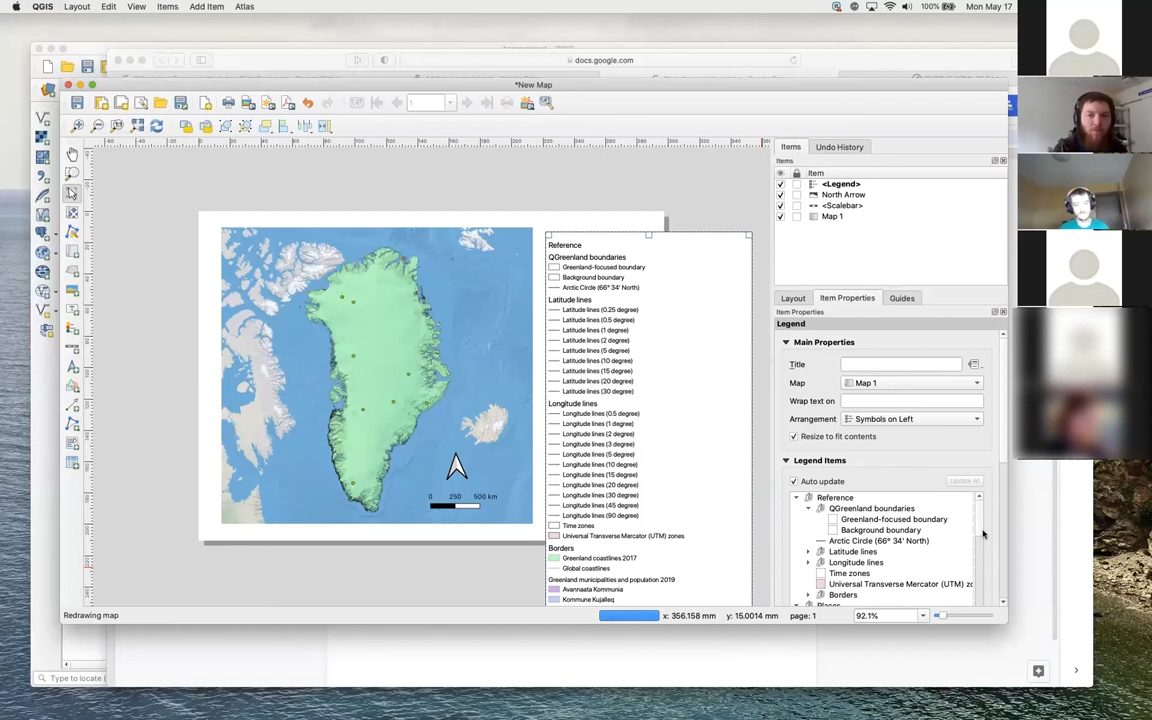 QGIS Layout Edit View Items Add Item Atlas
100% Mon May 17
docs.google.com
*New Map
Items Undo History
Items
Item
<Legend>
North Arrow
<Scalebar>
Map 1
Layout Item Properties Guides
Item Properties
Legend
Main Properties
Title
Map Map 1
Wrap text on
Arrangement Symbols on Left
Resize to fit contents
Legend Items
Auto update Update All
Reference
QGreenland boundaries
Greenland-focused boundary
Background boundary
Arctic Circle (66° 34' North)
Latitude lines
Longitude lines
Time zones
Universal Transverse Mercator (UTM) zo
Borders
Places
Reference
QGreenland boundaries
Greenland-focused boundary
Background boundary
Arctic Circle (66° 34' North)
Latitude lines
Latitude lines (0.25 degree)
Latitude lines (0.5 degree)
Latitude lines (1 degree)
Latitude lines (2 degree)
Latitude lines (5 degree)
Latitude lines (10 degree)
Latitude lines (15 degree)
Latitude lines (20 degree)
Latitude lines (30 degree)
Longitude lines
Longitude lines (0.5 degree)
Longitude lines (1 degree)
Longitude lines (2 degree)
Longitude lines (3 degree)
Longitude lines (5 degree)
Longitude lines (10 degree)
Longitude lines (15 degree)
Longitude lines (20 degree)
Longitude lines (30 degree)
Longitude lines (45 degree)
Longitude lines (90 degree)
Time zones
Universal Transverse Mercator (UTM) zones
Borders
Greenland coastlines 2017
Global coastlines
Greenland municipalities and population 2019
Avannaata Kommunia
Kommune Kujalleq
0 250 500 km
Redrawing map
x: 356.158 mm y: 15.0014 mm page: 1 92.1%
Type to locate (